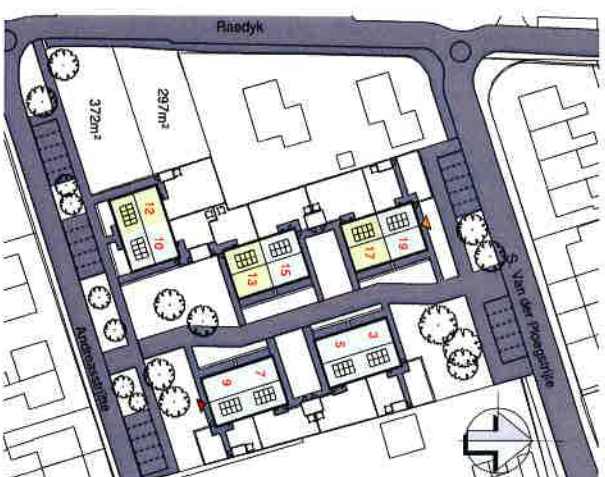 Raedyk
372m²
297m²
12
10
13
15
17
19
S. Van der Ploegstrjitte
Andreasstrjitte
3
5
7
9